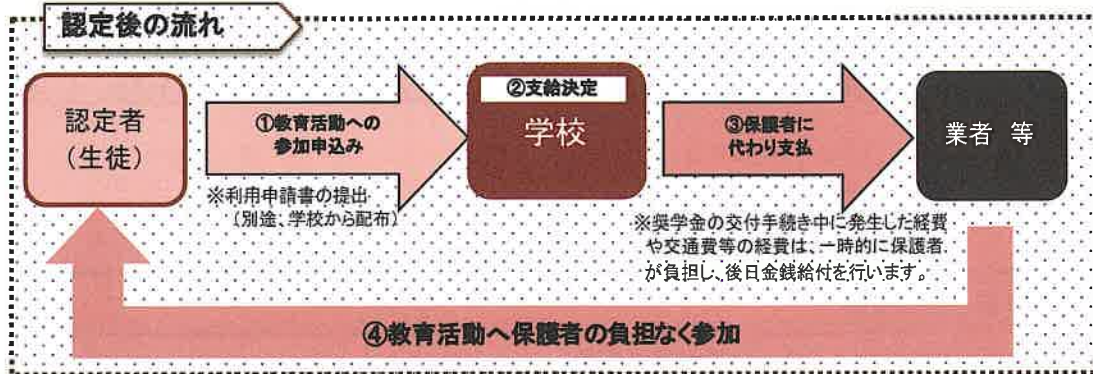 認定後の流れ
認定者
(生徒)
①教育活動への
参加申込み
※利用申請書の提出
(別途、学校から配布)
②支給決定
学校
③保護者に
代わり支払
※奨学金の交付手続き中に発生した経費
や交通費等の経費は、一時的に保護者
が負担し、後日金銭給付を行います。
業者 等
④教育活動へ保護者の負担なく参加